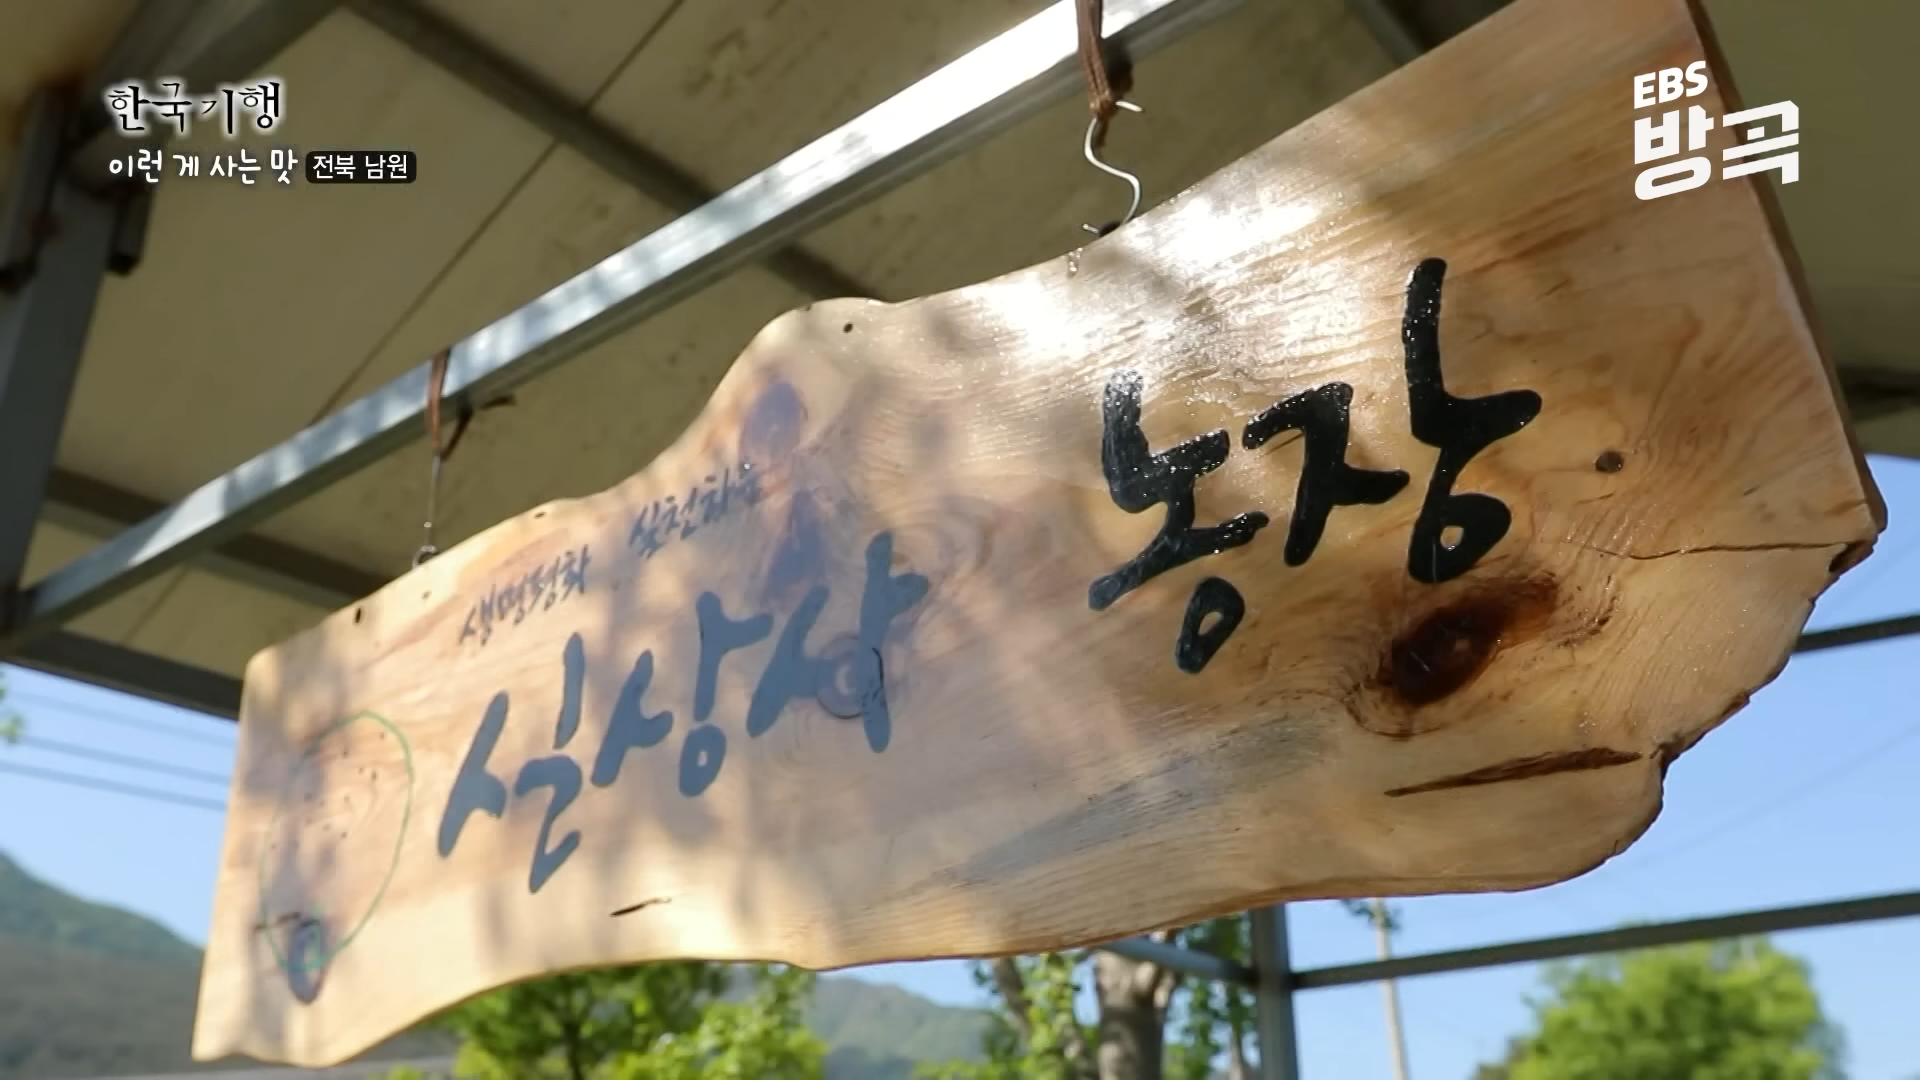 한국기행
이런 게 사는 맛 전북 남원
EBS
방곡
생명평화 실천하는
실상사 농장